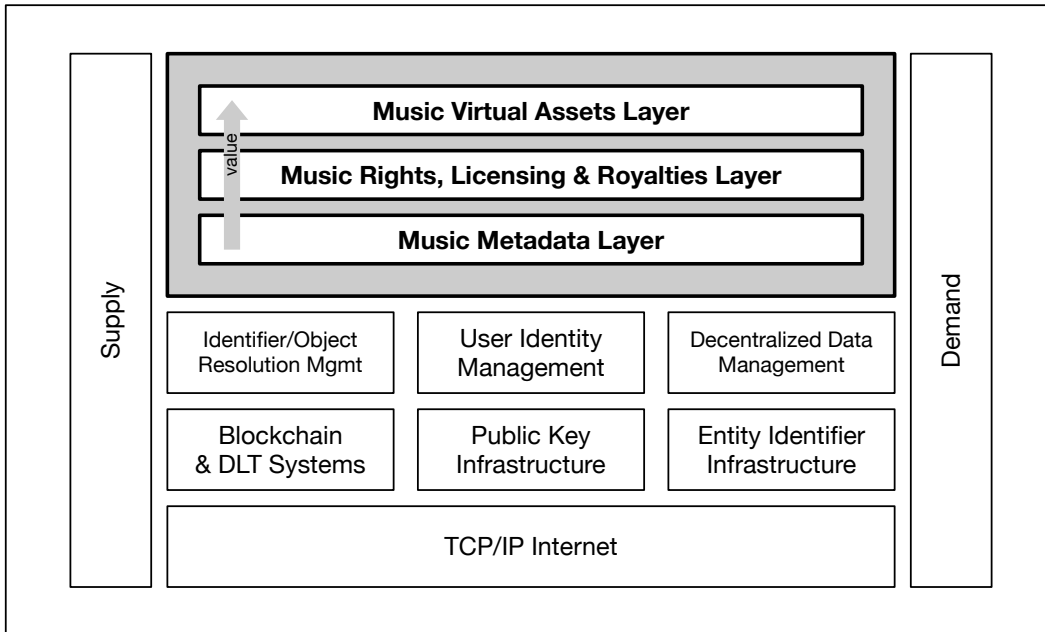 Supply
Music Virtual Assets Layer
value
Music Rights, Licensing & Royalties Layer
Music Metadata Layer
Identifier/Object
Resolution Mgmt
User Identity
Management
Decentralized Data
Management
Blockchain
& DLT Systems
Public Key
Infrastructure
Entity Identifier
Infrastructure
TCP/IP Internet
Demand